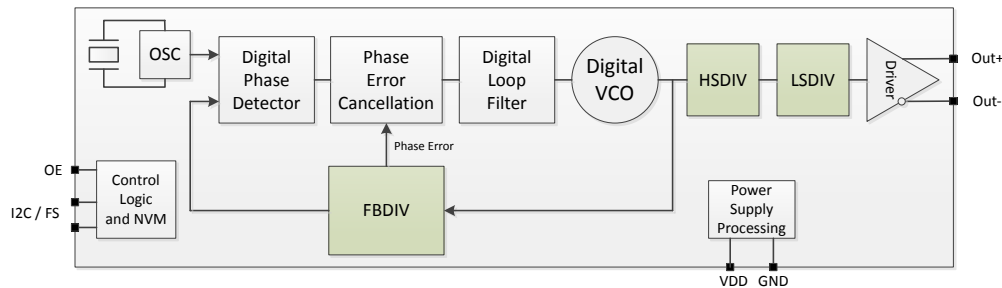 OSC
Digital
Phase
Detector
Phase
Error
Cancellation
Digital
Loop
Filter
Digital
VCO
HSDIV
LSDIV
Driver
Out+
Out-
Phase Error
OE
I2C / FS
Control
Logic
and NVM
FBDIV
Power
Supply
Processing
VDD
GND